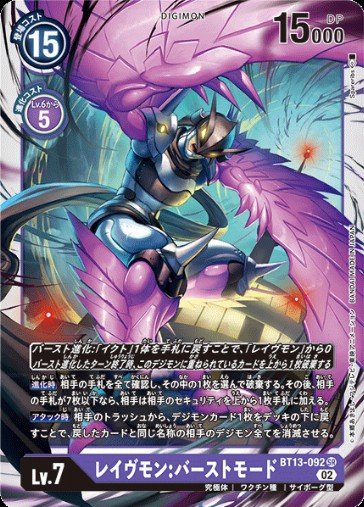 DIGIMON
登場コスト
15
15000
DP
進化コスト
Lv.6から
5
バースト進化:「イクト」1体を手札に戻すことで、「レイヴモン」から0
バースト進化したターン終了時、このデジモンに重ねられているカードを上から1枚破棄する
進化時 相手の手札を全て確認し、その中の1枚を選んで破棄する。その後、相
手の手札が7枚以下なら、相手は相手のセキュリティを上から1枚手札に加える。
アタック時 相手のトラッシュから、デジモンカード1枚をデッキの下に戻
すことで、戻したカードと同じ名称の相手のデジモン全てを消滅させる。
Lv.7
レイヴモン:バーストモード
BT13-092 SR
02
究極体 ワクチン種 サイボーグ型